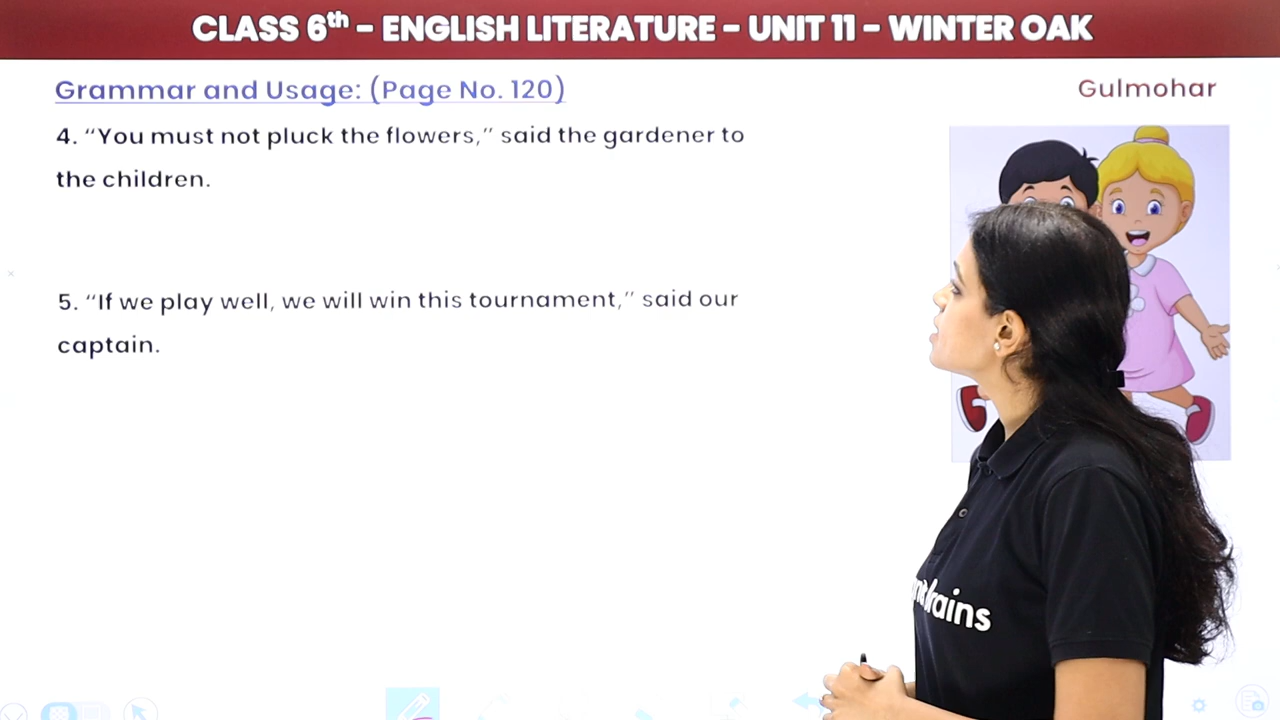 CLASS 6th - ENGLISH LITERATURE - UNIT 11 - WINTER OAK
Grammar and Usage: (Page No. 120)
Gulmohar
4. "You must not pluck the flowers," said the gardener to
the children.
5. "If we play well, we will win this tournament," said our
captain.